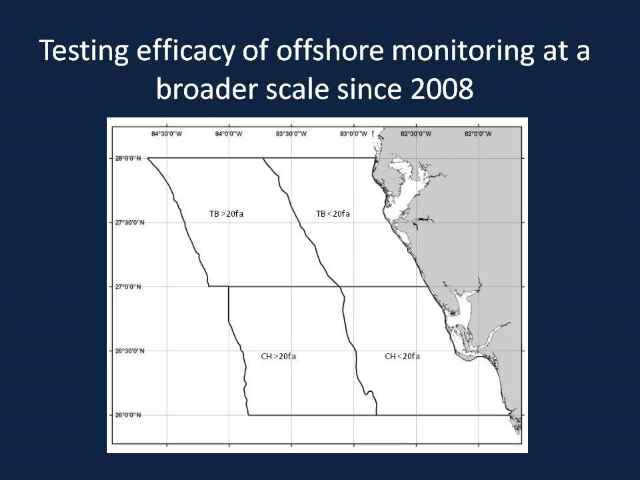 Testing efficacy of offshore monitoring at a
broader scale since 2008
84°30'0"W 84°0'0"W 83°30'0"W 83°0'0"W 82°30'0"W 82°0'0"W
28°0'0"N
TB >20fa TB <20fa
27°30'0"N
27°0'0"N
26°30'0"N
CH >20fa CH <20fa
26°0'0"N